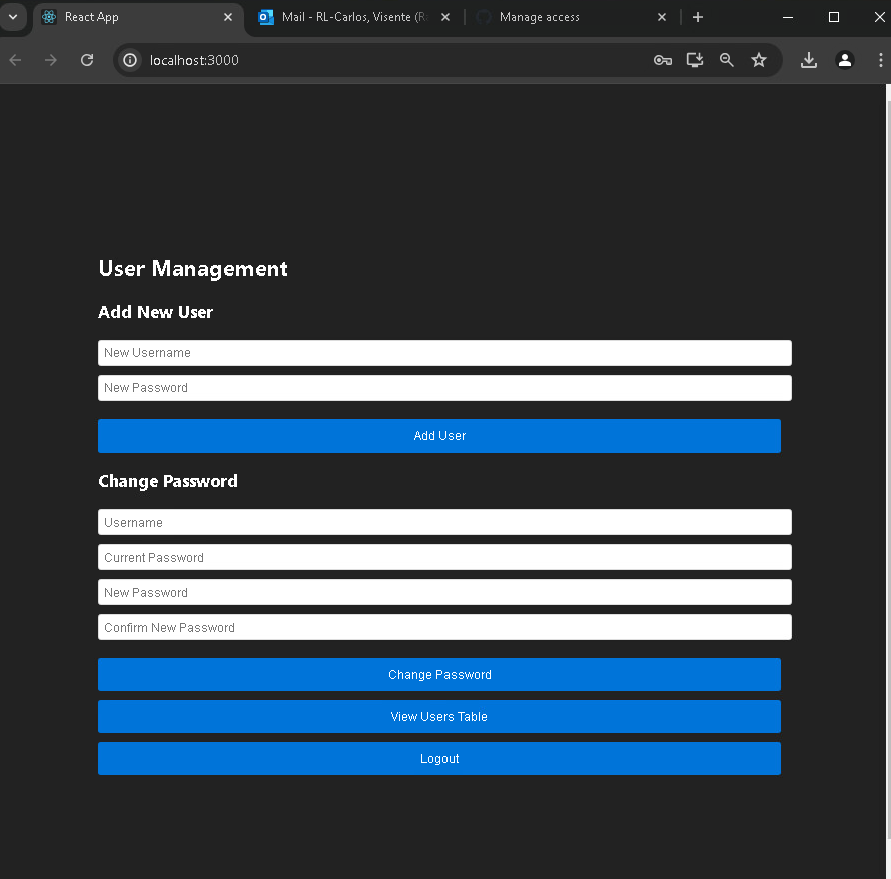 React App
Mail - RL-Carlos, Visente (R
Manage access
localhost:3000
User Management
Add New User
New Username
New Password
Add User
Change Password
Username
Current Password
New Password
Confirm New Password
Change Password
View Users Table
Logout